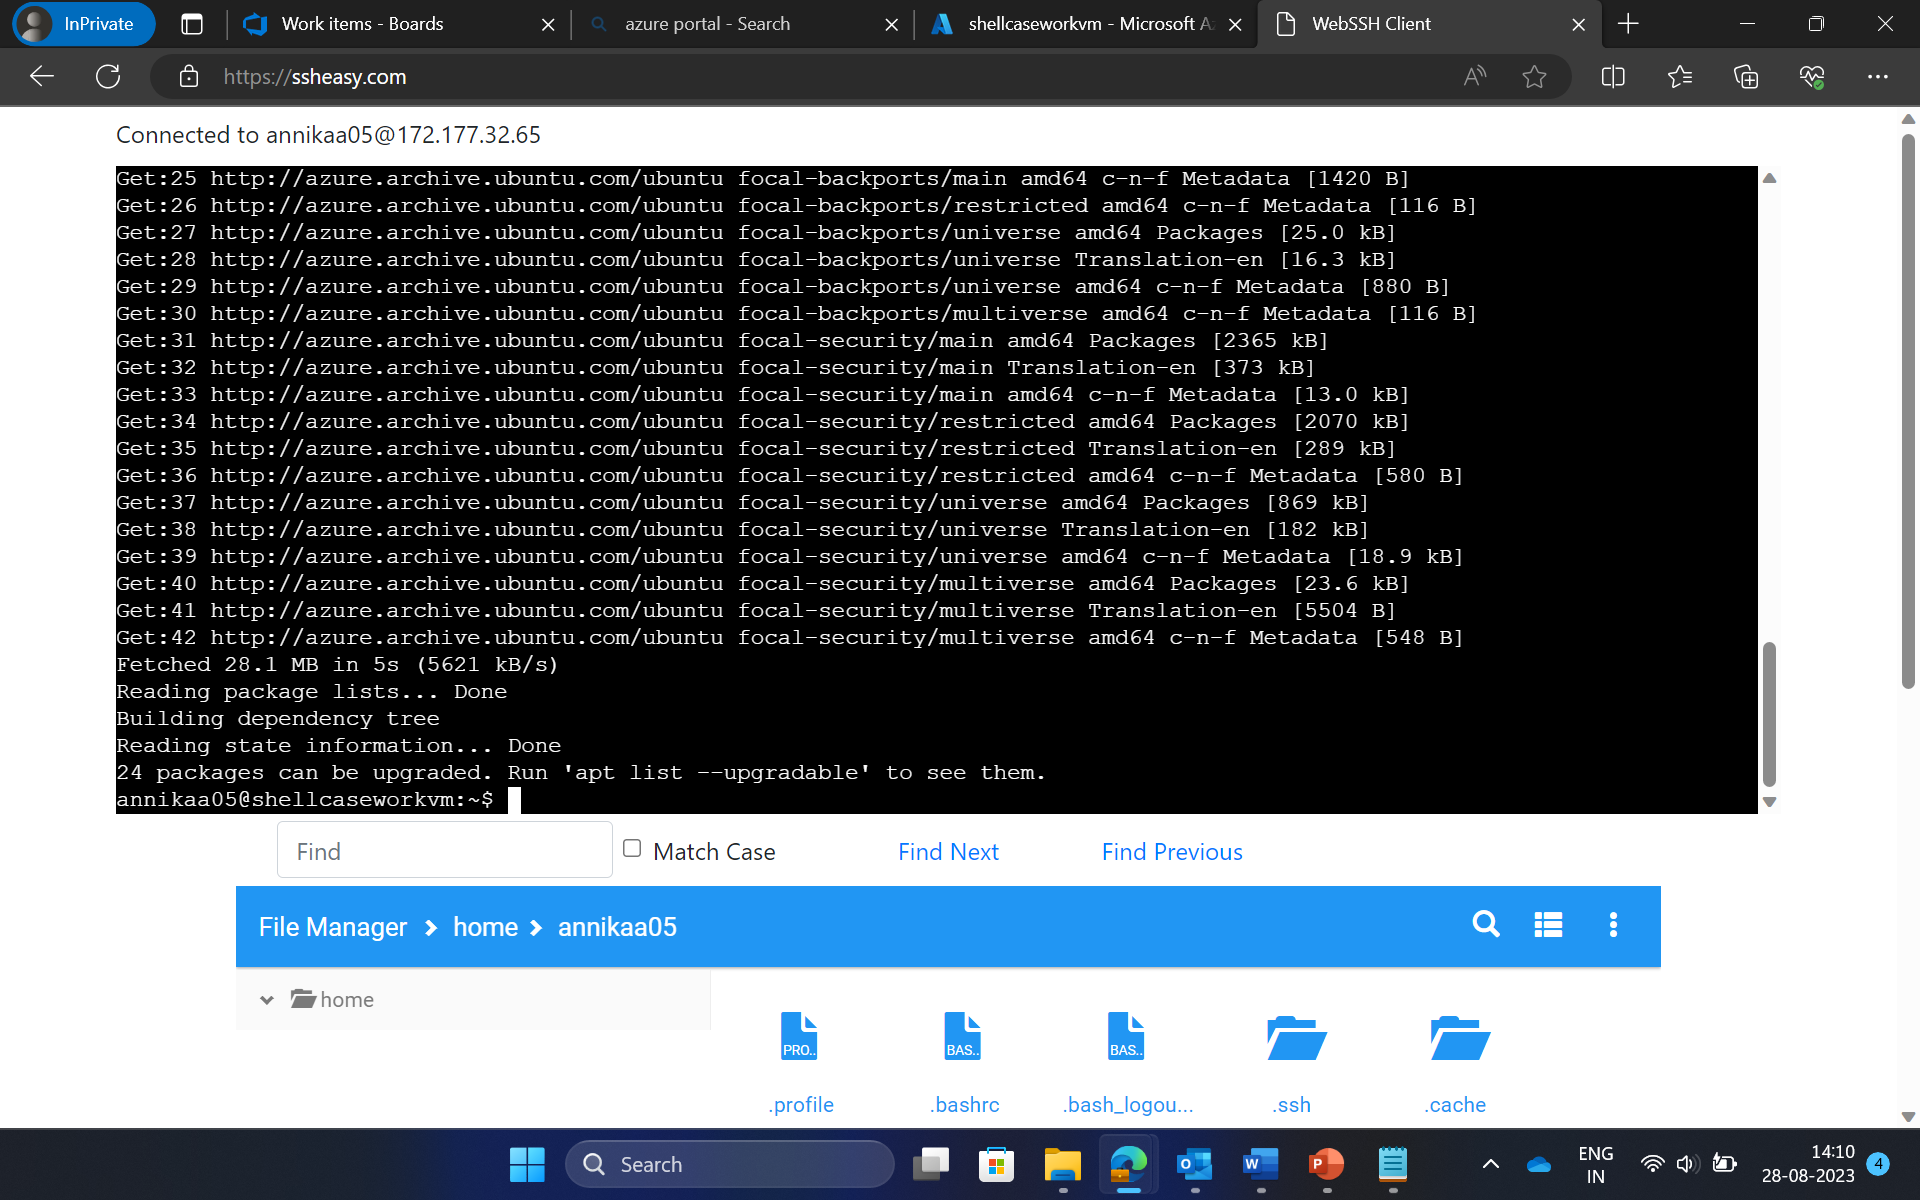 InPrivate
Work items - Boards
azure portal - Search
shellcaseworkvm - Microsoft A
WebSSH Client
https://ssheasy.com
Connected to annikaa05@172.177.32.65
Get:25 http://azure.archive.ubuntu.com/ubuntu focal-backports/main amd64 c-n-f Metadata [1420 B]
Get:26 http://azure.archive.ubuntu.com/ubuntu focal-backports/restricted amd64 c-n-f Metadata [116 B]
Get:27 http://azure.archive.ubuntu.com/ubuntu focal-backports/universe amd64 Packages [25.0 kB]
Get:28 http://azure.archive.ubuntu.com/ubuntu focal-backports/universe Translation-en [16.3 kB]
Get:29 http://azure.archive.ubuntu.com/ubuntu focal-backports/universe amd64 c-n-f Metadata [880 B]
Get:30 http://azure.archive.ubuntu.com/ubuntu focal-backports/multiverse amd64 c-n-f Metadata [116 B]
Get:31 http://azure.archive.ubuntu.com/ubuntu focal-security/main amd64 Packages [2365 kB]
Get:32 http://azure.archive.ubuntu.com/ubuntu focal-security/main Translation-en [373 kB]
Get:33 http://azure.archive.ubuntu.com/ubuntu focal-security/main amd64 c-n-f Metadata [13.0 kB]
Get:34 http://azure.archive.ubuntu.com/ubuntu focal-security/restricted amd64 Packages [2070 kB]
Get:35 http://azure.archive.ubuntu.com/ubuntu focal-security/restricted Translation-en [289 kB]
Get:36 http://azure.archive.ubuntu.com/ubuntu focal-security/restricted amd64 c-n-f Metadata [580 B]
Get:37 http://azure.archive.ubuntu.com/ubuntu focal-security/universe amd64 Packages [869 kB]
Get:38 http://azure.archive.ubuntu.com/ubuntu focal-security/universe Translation-en [182 kB]
Get:39 http://azure.archive.ubuntu.com/ubuntu focal-security/universe amd64 c-n-f Metadata [18.9 kB]
Get:40 http://azure.archive.ubuntu.com/ubuntu focal-security/multiverse amd64 Packages [23.6 kB]
Get:41 http://azure.archive.ubuntu.com/ubuntu focal-security/multiverse Translation-en [5504 B]
Get:42 http://azure.archive.ubuntu.com/ubuntu focal-security/multiverse amd64 c-n-f Metadata [548 B]
Fetched 28.1 MB in 5s (5621 kB/s)
Reading package lists... Done
Building dependency tree
Reading state information... Done
24 packages can be upgraded. Run 'apt list --upgradable' to see them.
annikaa05@shellcaseworkvm:~$
Find
Match Case
Find Next
Find Previous
File Manager
home
annikaa05
home
PRO..
BAS..
BAS..
.profile
.bashrc
.bash_logou...
.ssh
.cache
Search
ENG
IN
14:10
28-08-2023
4